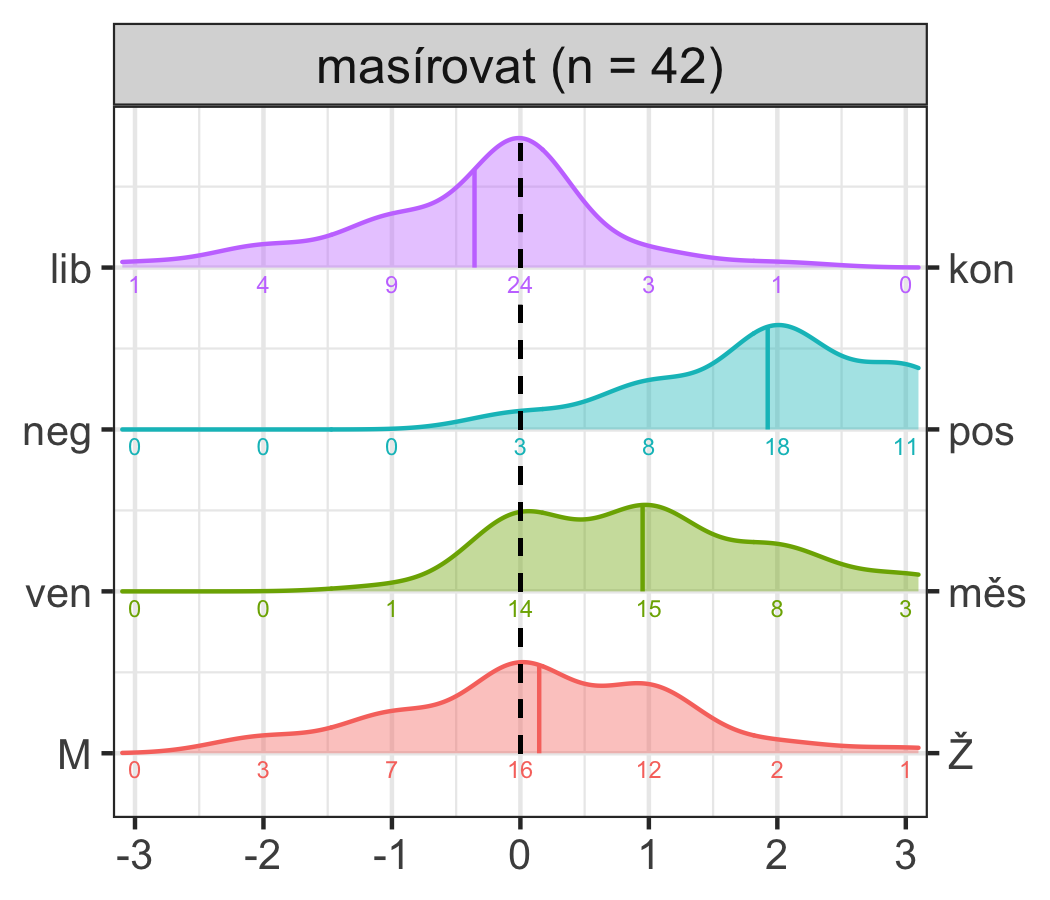 masírovat (n = 42)
lib kon
1 4 9 24 3 1 0
neg pos
0 0 0 3 8 18 11
ven měs
0 0 1 14 15 8 3
M Ž
0 3 7 16 12 2 1
-3 -2 -1 0 1 2 3